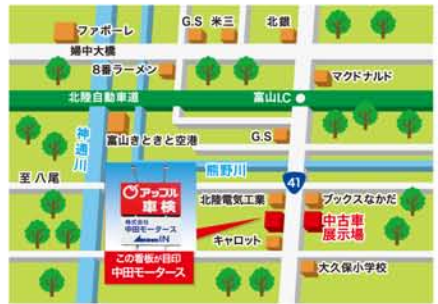 ファボーレ
G.S
米三
北銀
婦中大橋
8番ラーメン
マクドナルド
北陸自動車道
富山I.C
神通川
富山きときと空港
G.S
熊野川
至 八尾
41
アップル
車検
株式会社
中田モータース
北陸電気工業
ブックスなかだ
中古車
展示場
キャロット
この看板が目印
中田モータース
大久保小学校